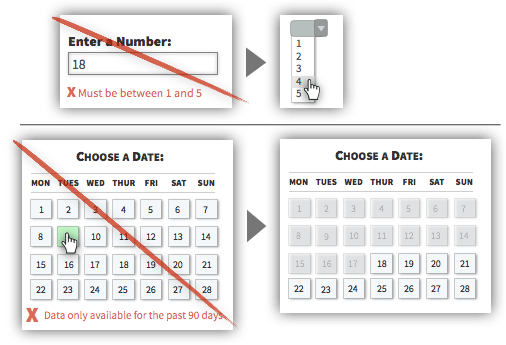 Enter a Number:
18
X Must be between 1 and 5
1
2
3
4
5
CHOOSE A DATE:
MON TUES WED THUR FRI SAT SUN
1 2 3 4 5 6 7
8 10 11 12 13 14
15 16 17 18 19 20 21
22 23 24 25 26 27 28
X Data only available for the past 90 days
CHOOSE A DATE:
MON TUES WED THUR FRI SAT SUN
1 2 3 4 5 6 7
8 9 10 11 12 13 14
15 16 17 18 19 20 21
22 23 24 25 26 27 28